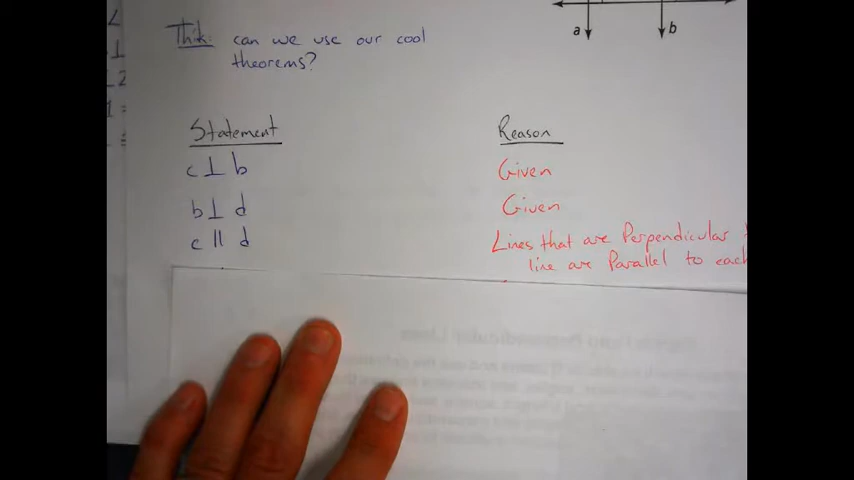 Thik: can we use our cool
theorems?
a b
Statement Reason
c ⊥ b Given
b ⊥ d Given
c || d Lines that are Perpendicular
line are Parallel to each